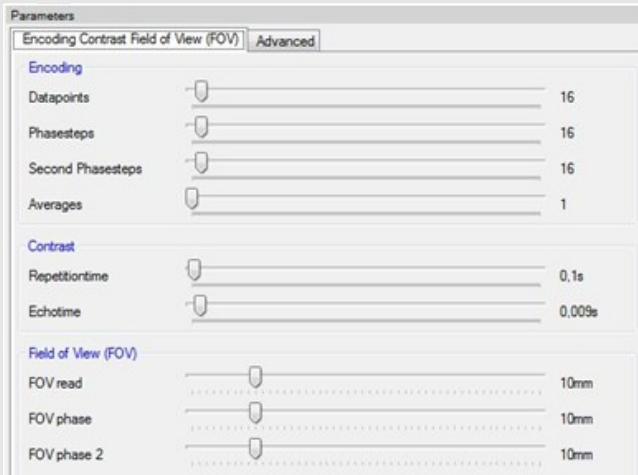 Parameters
Encoding Contrast Field of View (FOV) Advanced
Encoding
Datapoints 16
Phasesteps 16
Second Phasesteps 16
Averages 1
Contrast
Repetitiontime 0,1s
Echotime 0,009s
Field of View (FOV)
FOV read 10mm
FOV phase 10mm
FOV phase 2 10mm